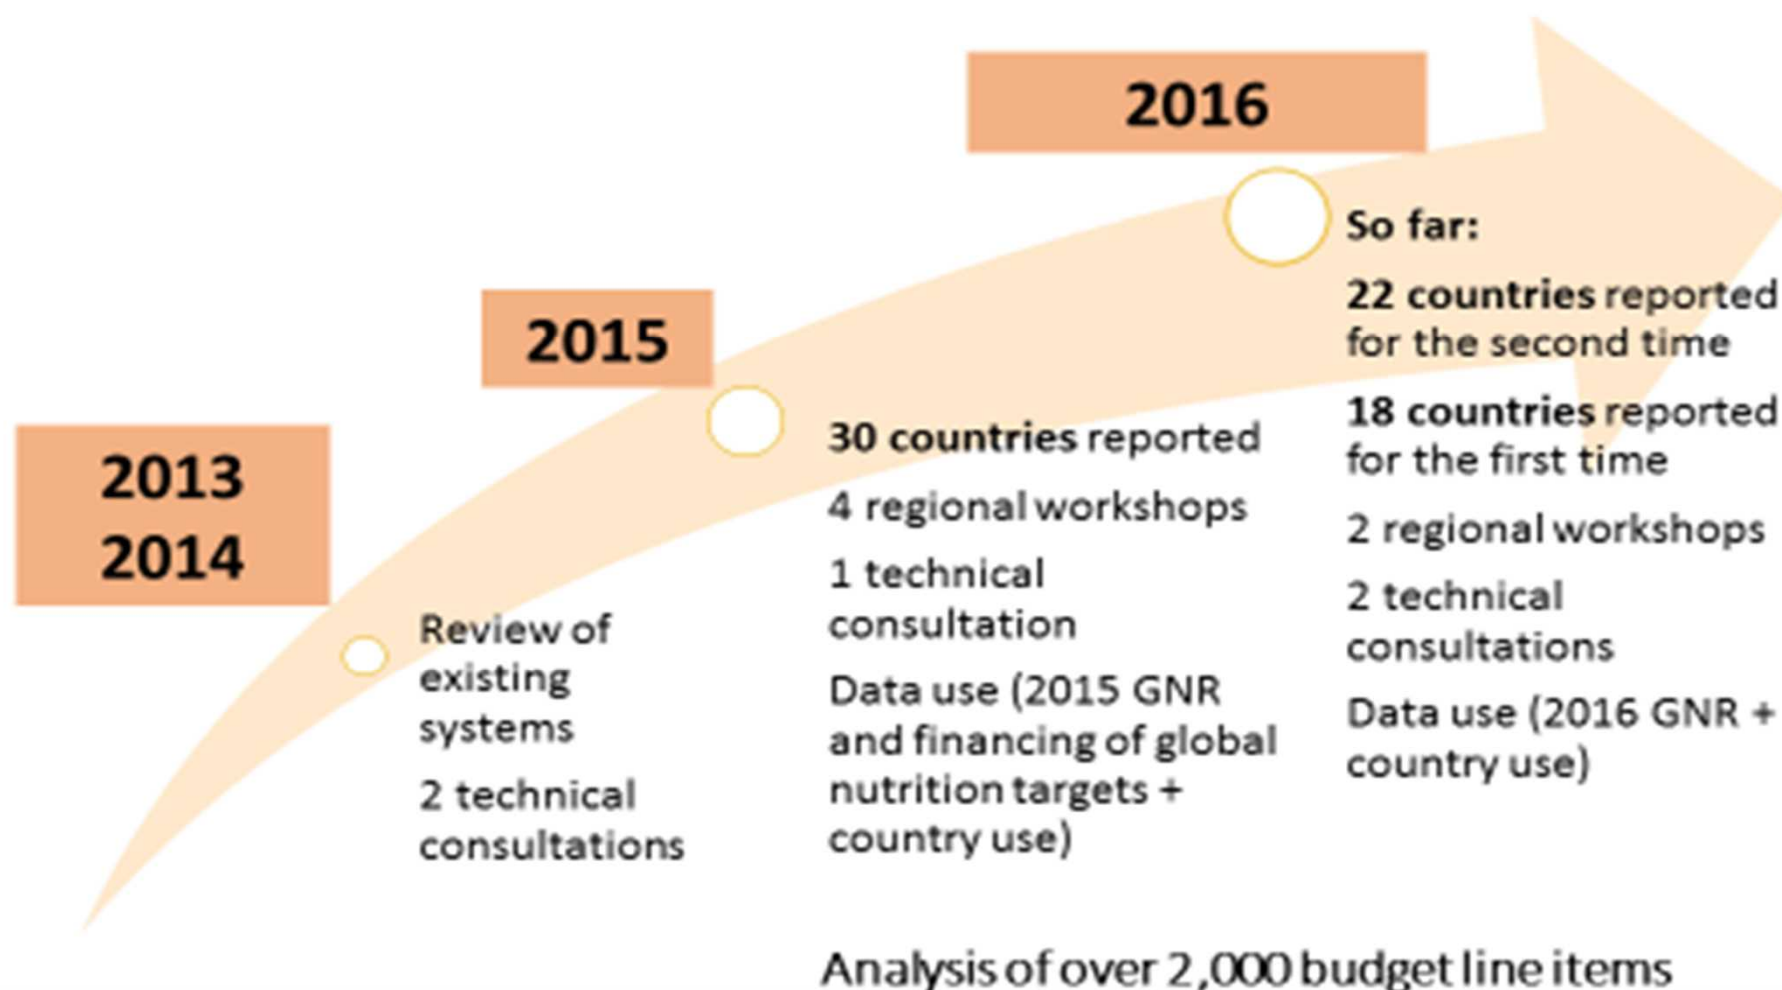 2013
2014
Review of
existing
systems
2 technical
consultations
2015
30 countries reported
4 regional workshops
1 technical
consultation
Data use (2015 GNR
and financing of global
nutrition targets +
country use)
2016
So far:
22 countries reported
for the second time
18 countries reported
for the first time
2 regional workshops
2 technical
consultations
Data use (2016 GNR +
country use)
Analysis of over 2,000 budget line items